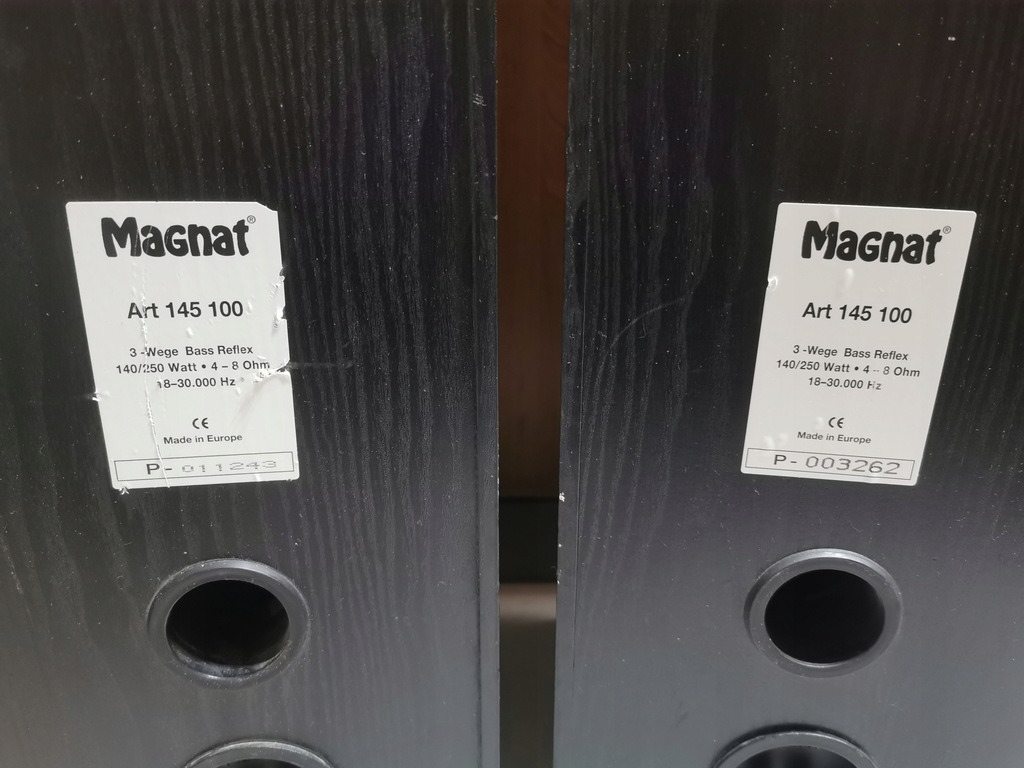 Magnat®
Art 145 100
3 -Wege Bass Reflex
140/250 Watt • 4 – 8 Ohm
18–30.000 Hz
CE
Made in Europe
P- 011243
Magnat®
Art 145 100
3 -Wege Bass Reflex
140/250 Watt • 4 – 8 Ohm
18–30.000 Hz
CE
Made in Europe
P- 003262